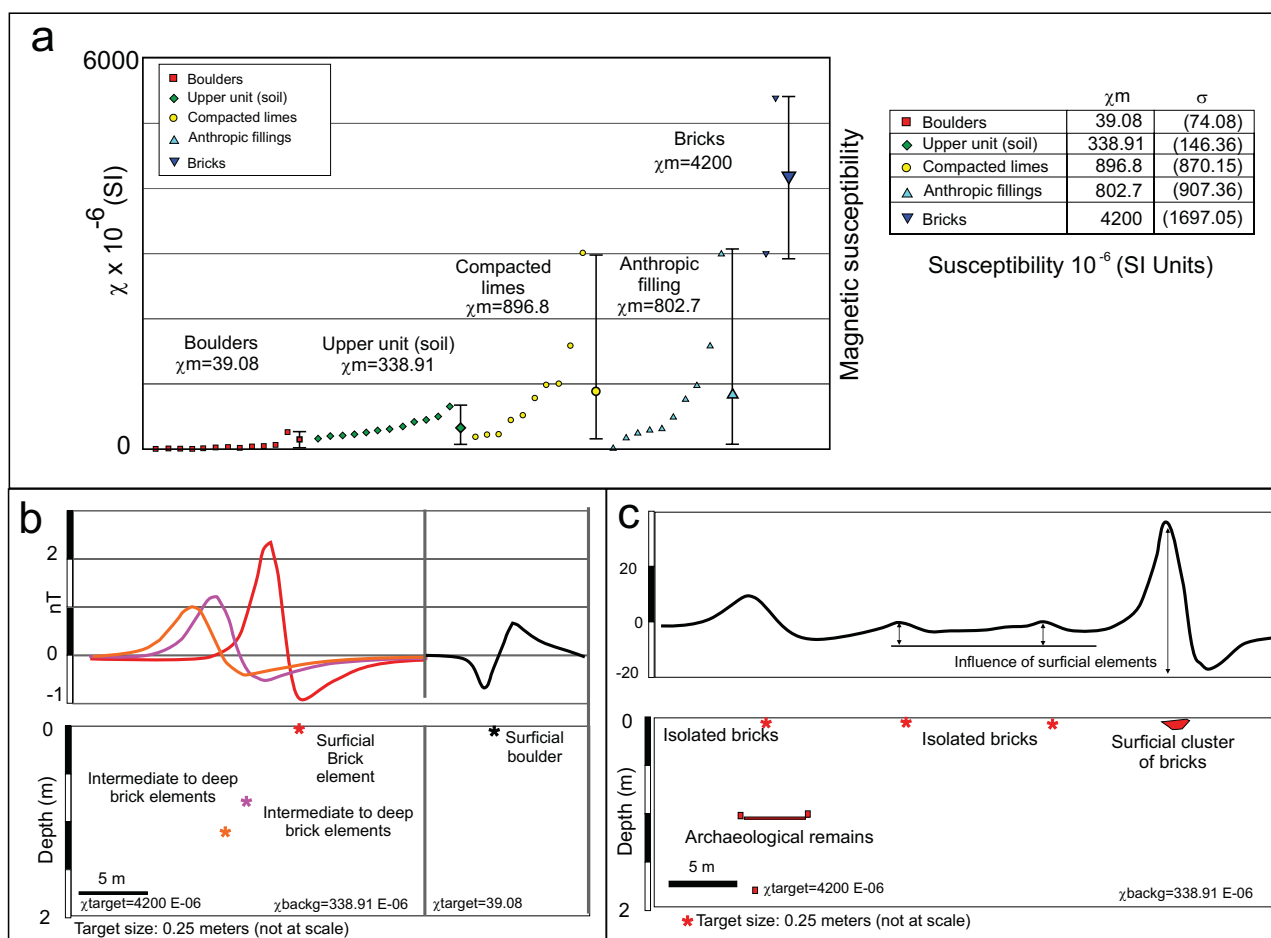 a
6000
0
χ x 10-6 (SI)
Boulders
Upper unit (soil)
Compacted limes
Anthropic fillings
Bricks
Boulders
χm=39.08
Upper unit (soil)
χm=338.91
Compacted
limes
χm=896.8
Anthropic
filling
χm=802.7
Bricks
χm=4200
Magnetic susceptibility
χm σ
Boulders 39.08 (74.08)
Upper unit (soil) 338.91 (146.36)
Compacted limes 896.8 (870.15)
Anthropic fillings 802.7 (907.36)
Bricks 4200 (1697.05)
Susceptibility 10-6 (SI Units)
b
2
1
0
-1
nT
0
2
Depth (m)
Surficial
Brick
element
Surficial
boulder
Intermediate to deep
brick elements
Intermediate to deep
brick elements
5 m
χtarget=4200 E-06
χbackg=338.91 E-06
χtarget=39.08
Target size: 0.25 meters (not at scale)
c
20
0
-20
Influence of surficial elements
0
2
Depth (m)
Isolated bricks
Isolated bricks
Surficial cluster
of bricks
Archaeological remains
5 m
χtarget=4200 E-06
χbackg=338.91 E-06
Target size: 0.25 meters (not at scale)